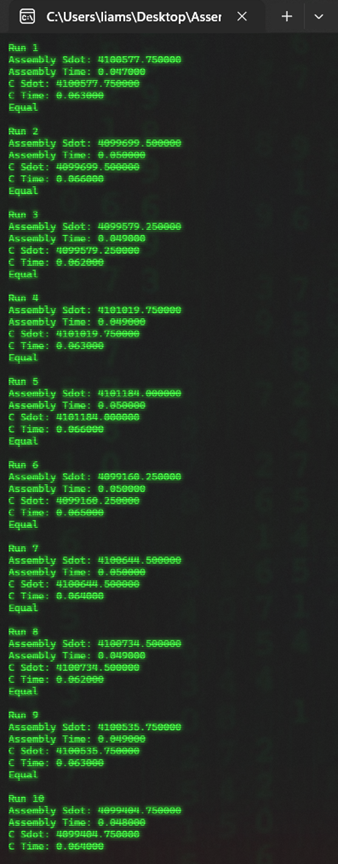 C:\Users\liams\Desktop\Asser
Run 1
Assembly Sdot: 4100577.750000
Assembly Time: 0.047000
C Sdot: 4100577.750000
C Time: 0.063000
Equal
Run 2
Assembly Sdot: 4099699.500000
Assembly Time: 0.050000
C Sdot: 4099699.500000
C Time: 0.066000
Equal
Run 3
Assembly Sdot: 4099579.250000
Assembly Time: 0.049000
C Sdot: 4099579.250000
C Time: 0.062000
Equal
Run 4
Assembly Sdot: 4101019.750000
Assembly Time: 0.049000
C Sdot: 4101019.750000
C Time: 0.063000
Equal
Run 5
Assembly Sdot: 4101184.000000
Assembly Time: 0.050000
C Sdot: 4101184.000000
C Time: 0.066000
Equal
Run 6
Assembly Sdot: 4099160.250000
Assembly Time: 0.050000
C Sdot: 4099160.250000
C Time: 0.065000
Equal
Run 7
Assembly Sdot: 4100644.500000
Assembly Time: 0.050000
C Sdot: 4100644.500000
C Time: 0.064000
Equal
Run 8
Assembly Sdot: 4100734.500000
Assembly Time: 0.049000
C Sdot: 4100734.500000
C Time: 0.062000
Equal
Run 9
Assembly Sdot: 4100535.750000
Assembly Time: 0.049000
C Sdot: 4100535.750000
C Time: 0.063000
Equal
Run 10
Assembly Sdot: 4099404.750000
Assembly Time: 0.048000
C Sdot: 4099404.750000
C Time: 0.064000